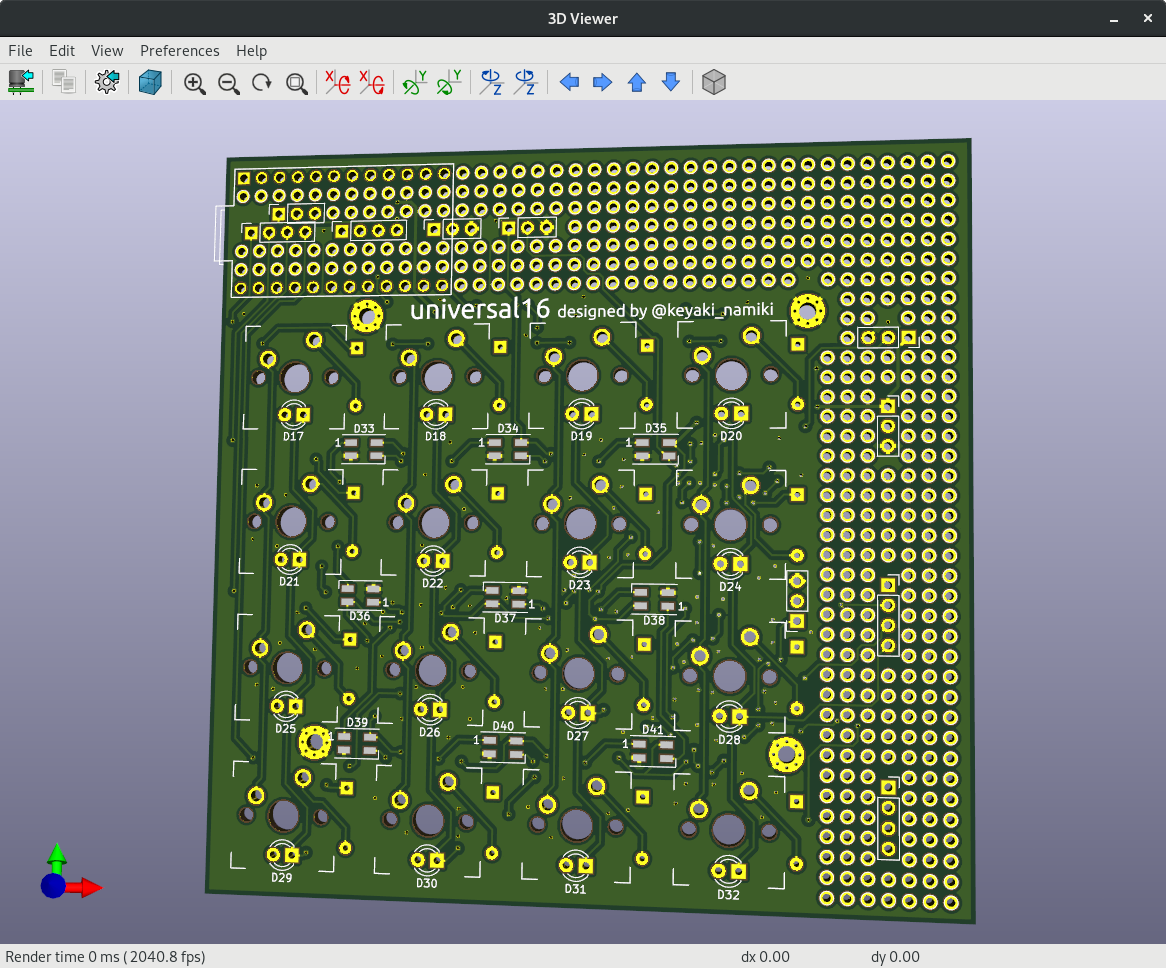 3D Viewer
File Edit View Preferences Help
X X Y Y Z Z
universal16 designed by @keyaki_namiki
D17 D18 D19 D20
D33 D34 D35
1 1 1
D21 D22 D23 D24
1 1 1
D36 D37 D38
D25 D26 D27 D28
D39 D40 D41
1 1 1
D29 D30 D31 D32
Render time 0 ms ( 2040.8 fps) dx 0.00 dy 0.00